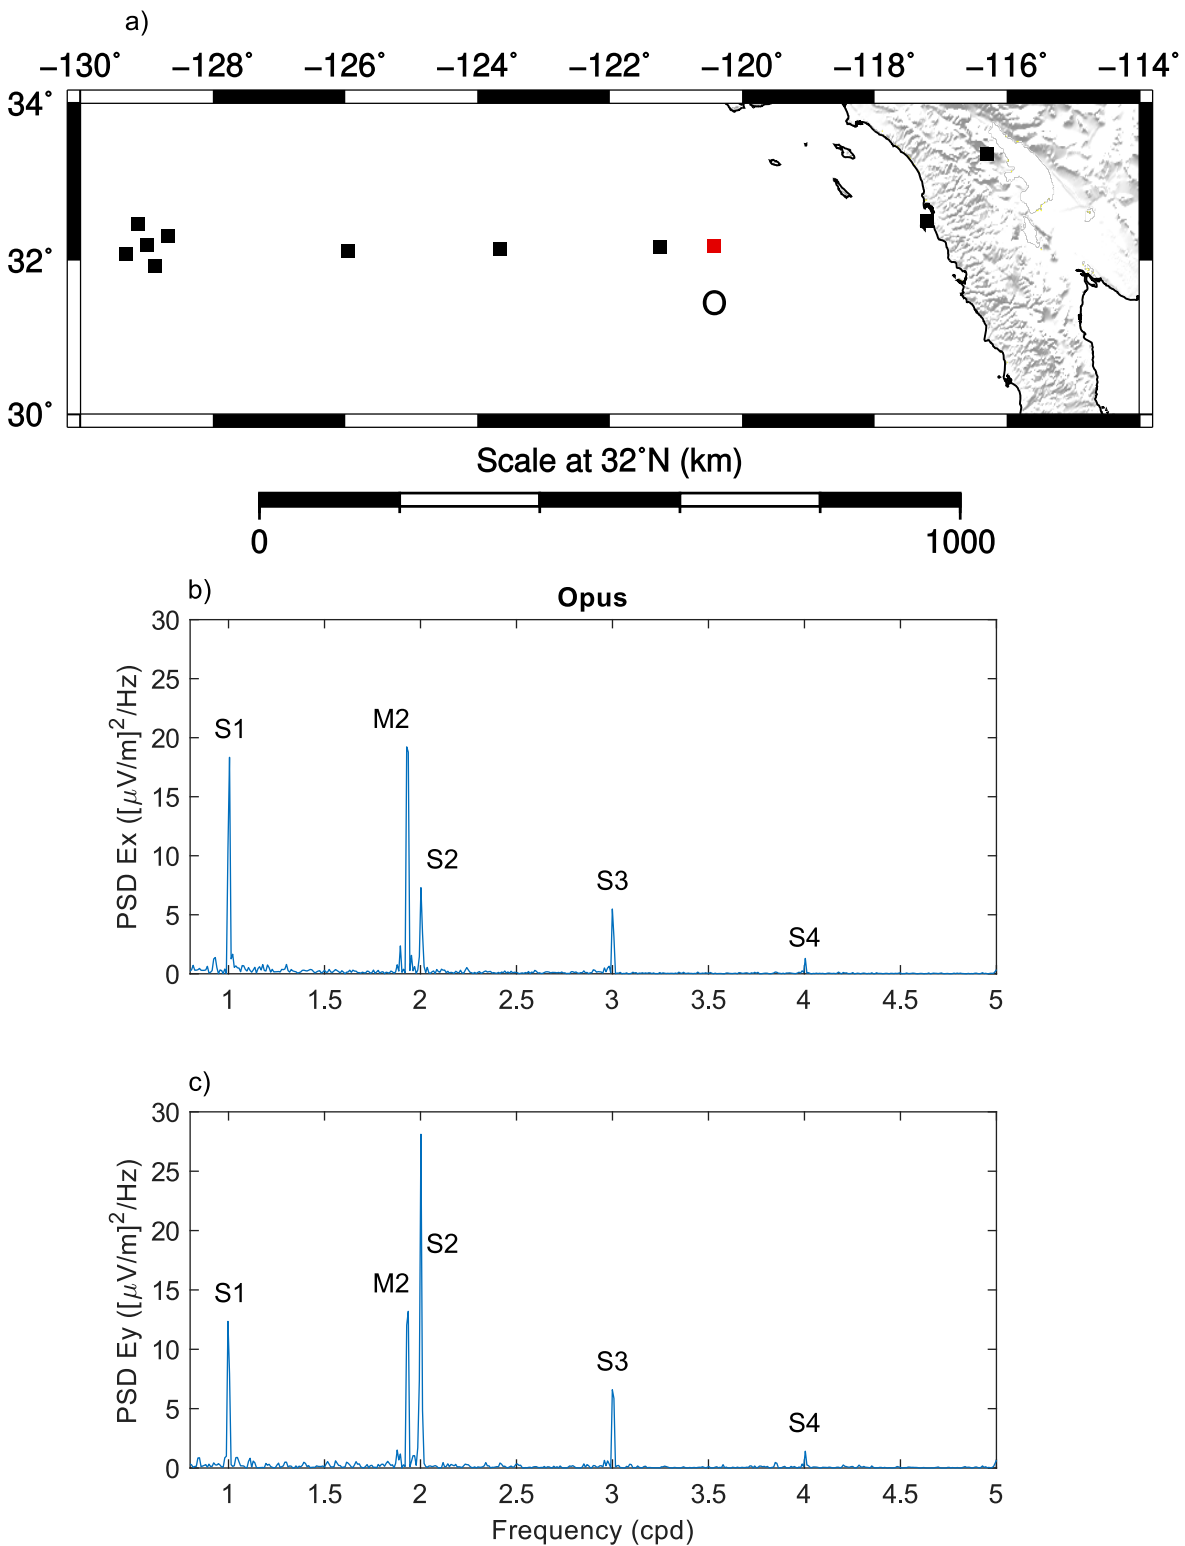 a)
−130˚ −128˚ −126˚ −124˚ −122˚ −120˚ −118˚ −116˚ −114˚
34˚
32˚
O
30˚
Scale at 32˚N (km)
0 1000
b)
Opus
30
25
20
15
10
5
0
PSD Ex ([μV/m]²/Hz)
S1
M2
S2
S3
S4
1 1.5 2 2.5 3 3.5 4 4.5 5
c)
30
25
20
15
10
5
0
PSD Ey ([μV/m]²/Hz)
S1
M2
S2
S3
S4
1 1.5 2 2.5 3 3.5 4 4.5 5
Frequency (cpd)